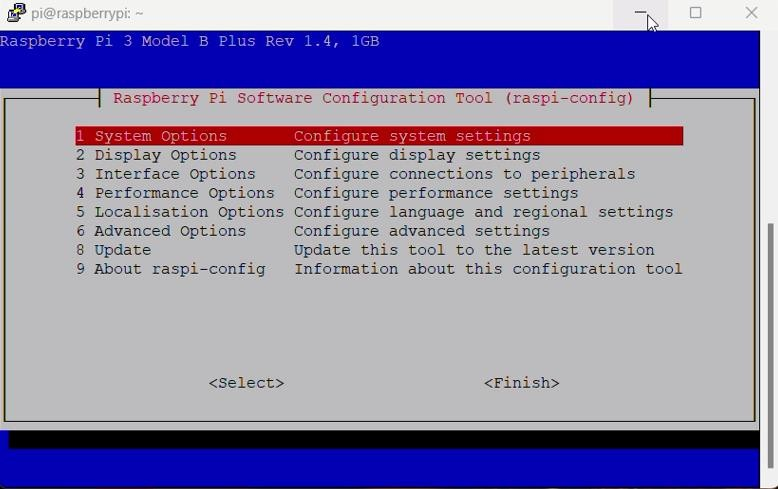 pi@raspberrypi: ~
Raspberry Pi 3 Model B Plus Rev 1.4, 1GB
Raspberry Pi Software Configuration Tool (raspi-config)
1 System Options Configure system settings
2 Display Options Configure display settings
3 Interface Options Configure connections to peripherals
4 Performance Options Configure performance settings
5 Localisation Options Configure language and regional settings
6 Advanced Options Configure advanced settings
8 Update Update this tool to the latest version
9 About raspi-config Information about this configuration tool
<Select> <Finish>